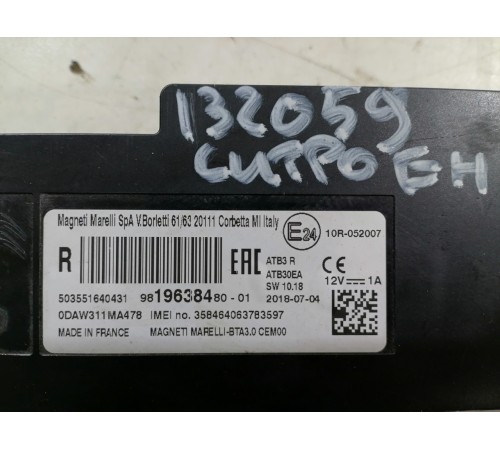 132059
СИТРОЕН
Magneti Marelli SpA V.Borletti 61/63 20111 Corbetta MI Italy
R EAC E24 10R-052007
ATB3 R CE
ATB30EA
SW 10.18 12V 1A
503551640431 9819638480-01 2018-07-04
0DAW311MA478 IMEI no. 358464063783597
MADE IN FRANCE MAGNETI MARELLI-BTA3.0 CEM00